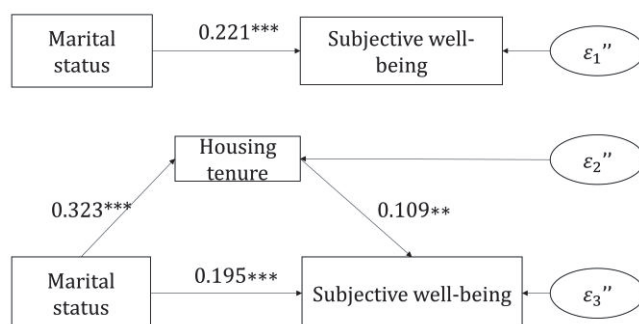 0.221***
Marital
status
Subjective well-
being
ε₁”
Housing
tenure
ε₂”
0.323***
0.109**
Marital
status
0.195***
Subjective well-being
ε₃”